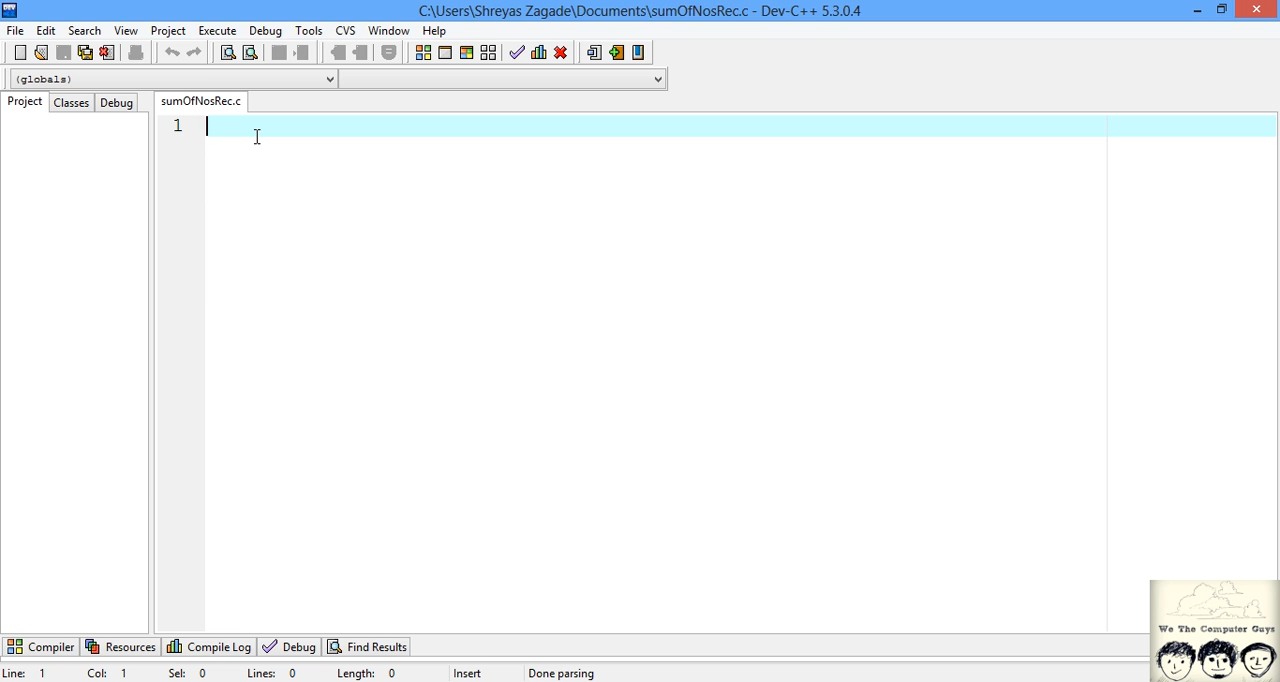 C:\Users\Shreyas Zagade\Documents\sumOfNosRec.c - Dev-C++ 5.3.0.4
File Edit Search View Project Execute Debug Tools CVS Window Help
(globals)
Project Classes Debug sumOfNosRec.c
1
We The Computer Guys
Compiler Resources Compile Log Debug Find Results
Line: 1 Col: 1 Sel: 0 Lines: 0 Length: 0 Insert Done parsing